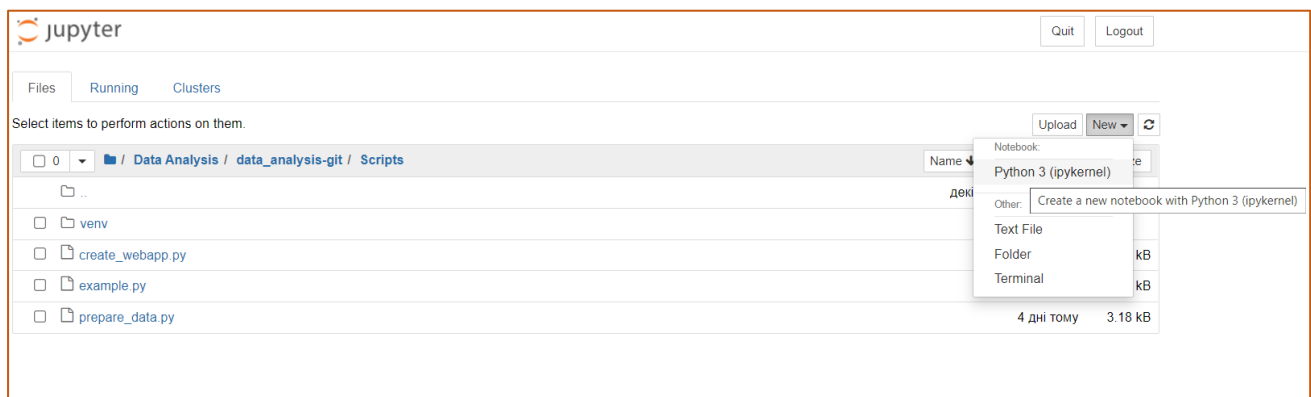 jupyter
Quit Logout
Files Running Clusters
Select items to perform actions on them.
Upload New
0 / Data Analysis / data_analysis-git / Scripts
Name
Notebook:
Python 3 (ipykernel)
..
Other:
Create a new notebook with Python 3 (ipykernel)
venv
Text File
create_webapp.py
Folder
kB
example.py
Terminal
kB
prepare_data.py
4 дні тому 3.18 kB